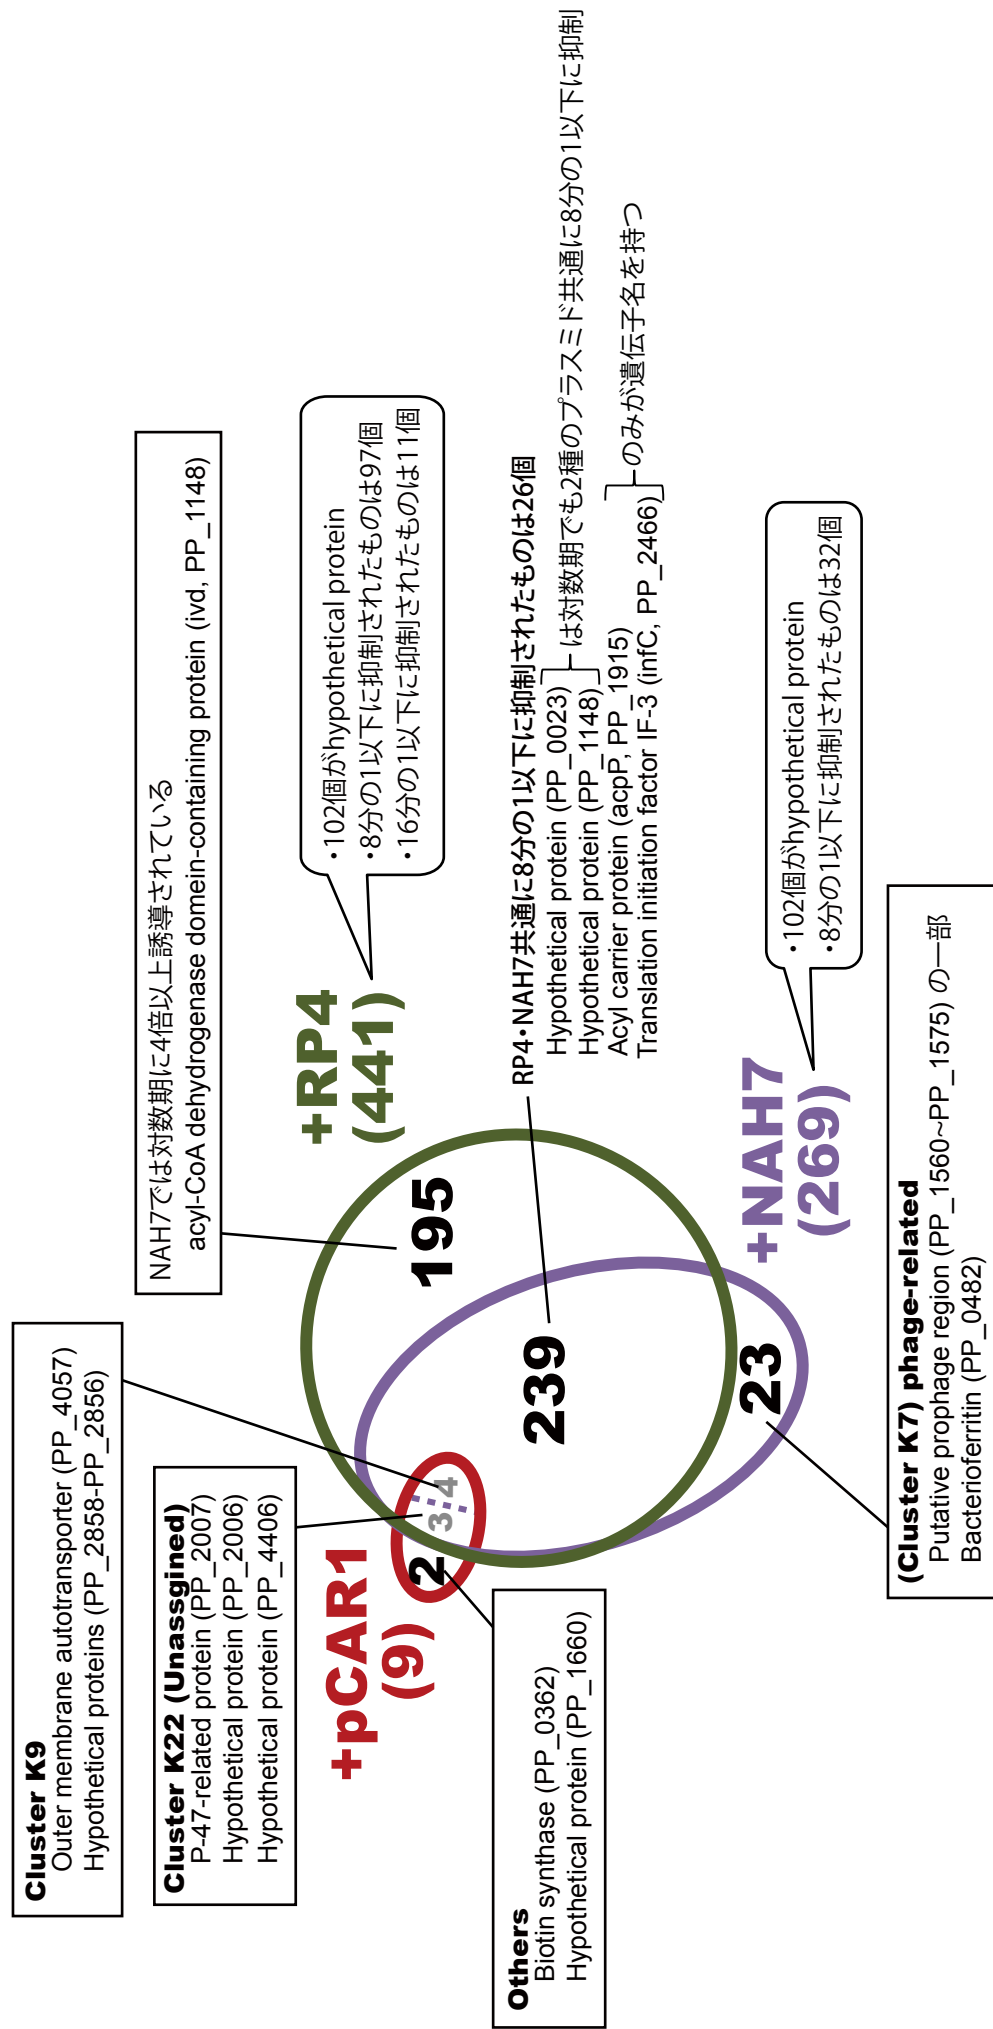 Cluster K9
Outer membrane autotransporter (PP_4057)
Hypothetical proteins (PP_2858-PP_2856)
Cluster K22 (Unassgined)
P-47-related protein (PP_2007)
Hypothetical protein (PP_2006)
Hypothetical protein (PP_4406)
NAH7では対数期に4倍以上誘導されている
acyl-CoA dehydrogenase domein-containing protein (ivd, PP_1148)
+pCAR1
(9)
+RP4
(441)
・102個がhypothetical protein
・8分の1以下に抑制されたものは97個
・16分の1以下に抑制されたものは11個
2
3
4
195
239
23
Others
Biotin synthase (PP_0362)
Hypothetical protein (PP_1660)
RP4・NAH7共通に8分の1以下に抑制されたものは26個
Hypothetical protein (PP_0023)
Hypothetical protein (PP_1148)
は対数期でも2種のプラスミド共通に8分の1以下に抑制
Acyl carrier protein (acpP, PP_1915)
Translation initiation factor IF-3 (infC, PP_2466)
のみが遺伝子名を持つ
+NAH7
(269)
・102個がhypothetical protein
・8分の1以下に抑制されたものは32個
(Cluster K7) phage-related
Putative prophage region (PP_1560~PP_1575) の一部
Bacterioferritin (PP_0482)